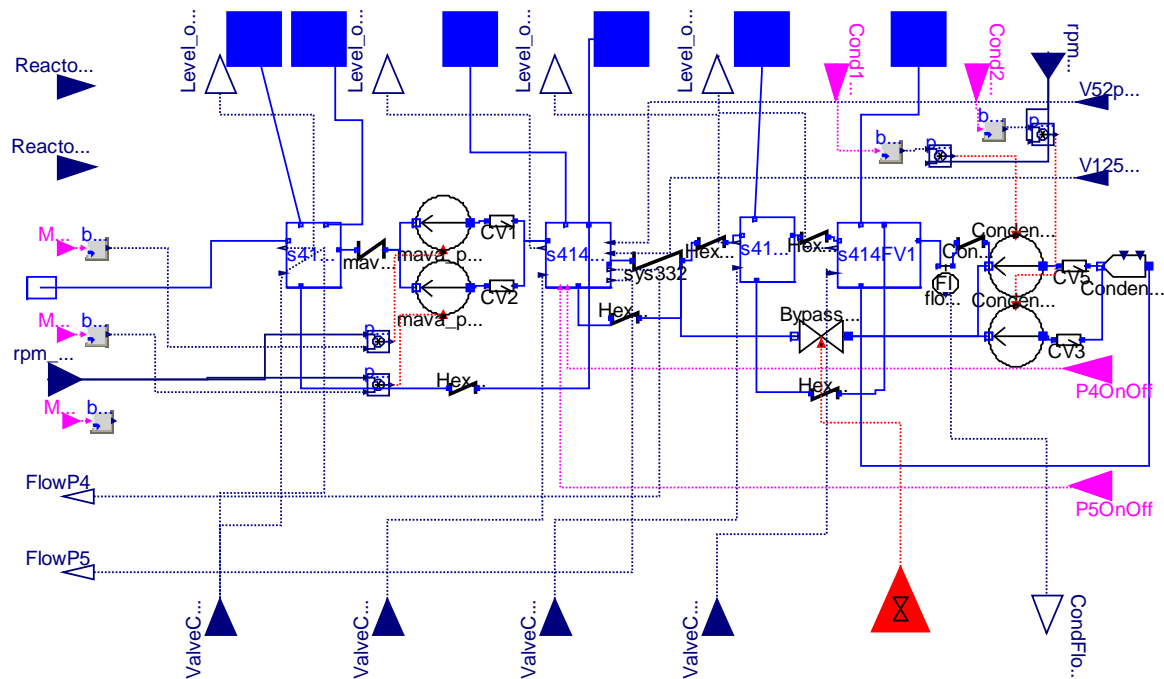 Level_o...
Level_o...
Level_o...
Level_o...
Cond1...
Cond2...
rpm...
Reacto...
V52p...
b...
p
b...
p
Reacto...
V125...
M...
b...
CV1
mava_p...
s41...
mav...
s414...
sys332
Hex...
s41...
Hex...
s414FV1
Con...
Conden...
CV5
Conden...
CV2
mava_p...
FI
flo...
Conden...
Hex...
Bypass...
M...
b...
p
CV3
rpm_...
p
Hex...
Hex...
P4OnOff
M...
b...
FlowP4
P5OnOff
FlowP5
ValveC...
ValveC...
ValveC...
ValveC...
CondFlo...